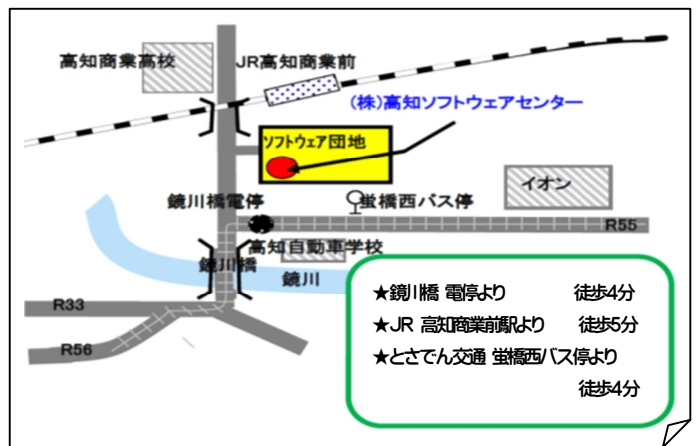 高知商業高校
JR高知商業前
(株)高知ソフトウェアセンター
ソフトウェア団地
イオン
鏡川橋電停
蛍橋西バス停
R55
高知自動車学校
鏡川橋
鏡川
R33
R56
★鏡川橋 電停より 徒歩4分
★JR 高知商業前駅より 徒歩5分
★とさでん交通 蛍橋西バス停より
徒歩4分